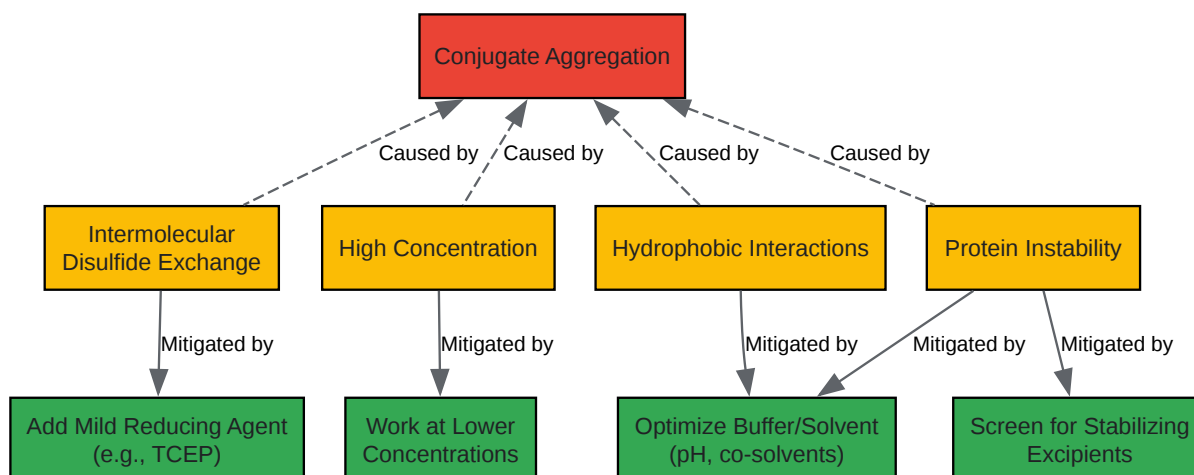 Conjugate Aggregation
Caused by
Caused by
Caused by
Caused by
Intermolecular
Disulfide Exchange
High Concentration
Hydrophobic Interactions
Protein Instability
Mitigated by
Mitigated by
Mitigated by
Mitigated by
Mitigated by
Add Mild Reducing Agent
(e.g., TCEP)
Work at Lower
Concentrations
Optimize Buffer/Solvent
(pH, co-solvents)
Screen for Stabilizing
Excipients